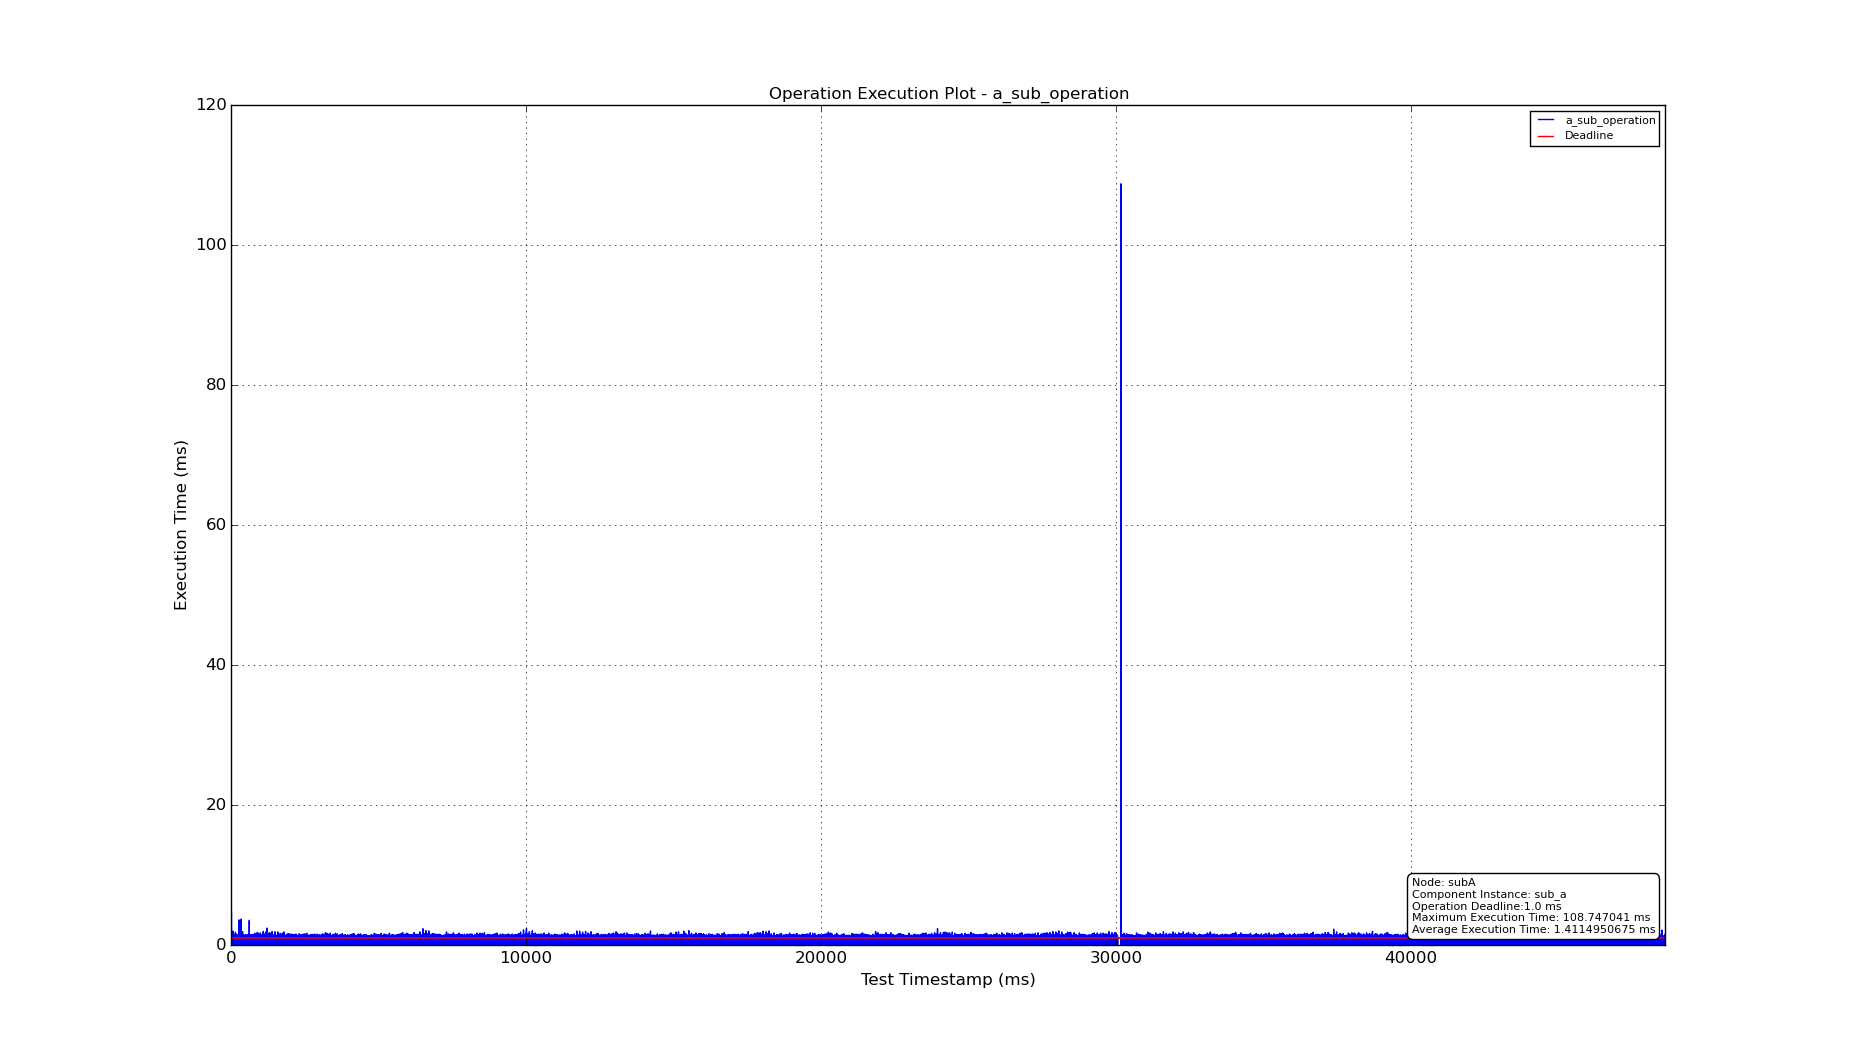 Operation Execution Plot - a_sub_operation
120
100
80
60
40
20
0
Execution Time (ms)
a_sub_operation
Deadline
Node: subA
Component Instance: sub_a
Operation Deadline:1.0 ms
Maximum Execution Time: 108.747041 ms
Average Execution Time: 1.4114950675 ms
0 10000 20000 30000 40000
Test Timestamp (ms)